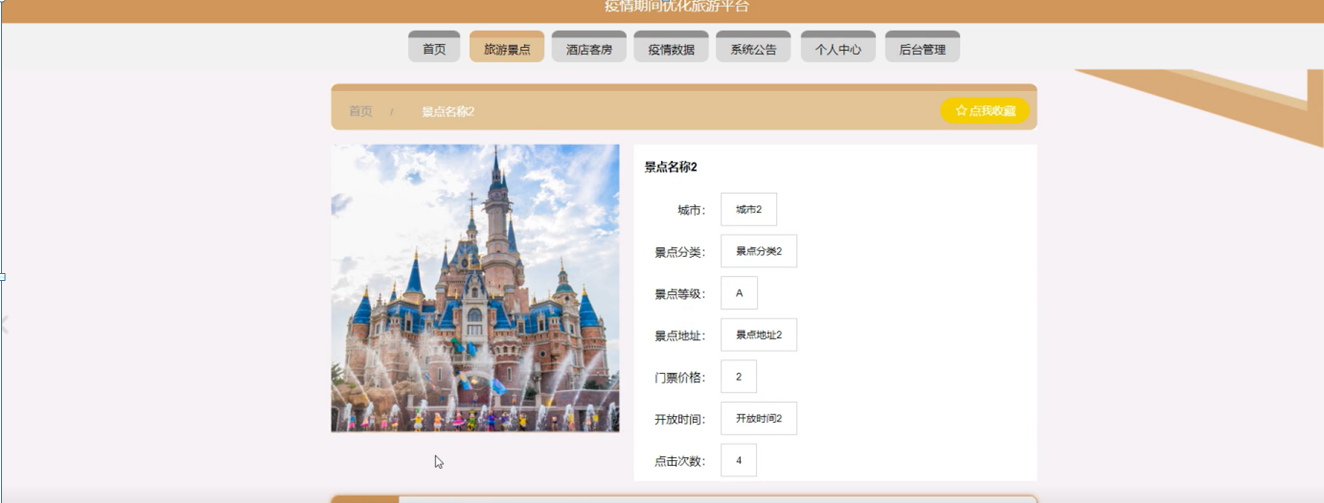 疫情期间优化旅游平台
首页 旅游景点 酒店客房 疫情数据 系统公告 个人中心 后台管理
首页 / 景点名称2 点我收藏
景点名称2
城市： 城市2
景点分类： 景点分类2
景点等级： A
景点地址： 景点地址2
门票价格： 2
开放时间： 开放时间2
点击次数： 4